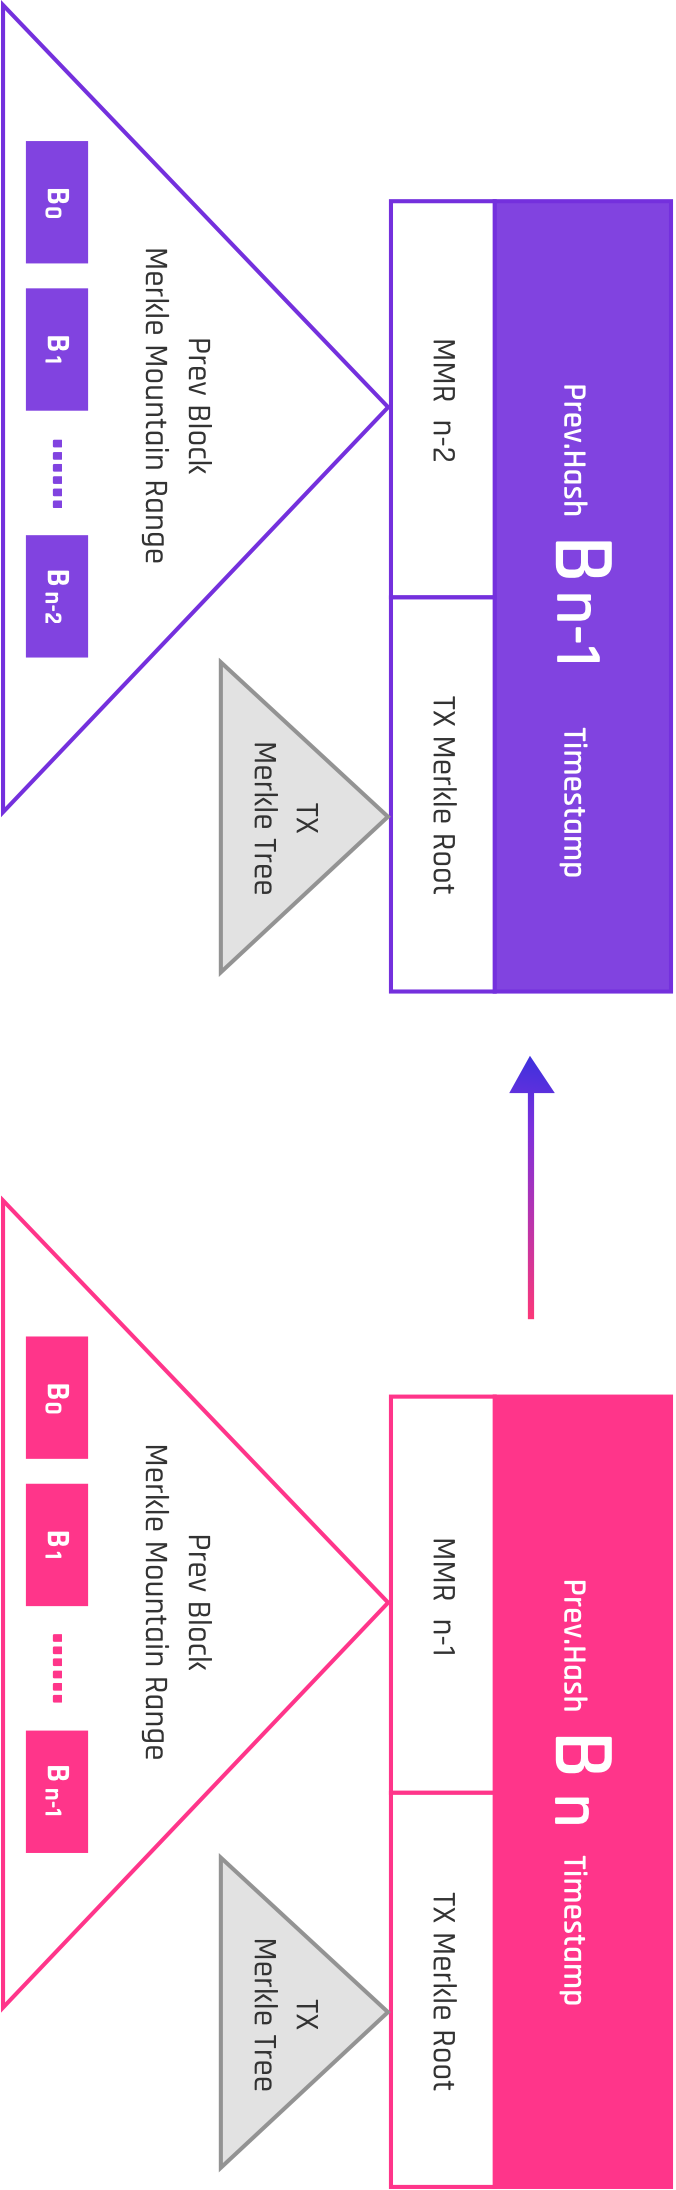 Prev.Hash B n-1 Timestamp
MMR n-2
TX Merkle Root
Prev Block
Merkle Mountain Range
B0
B1
B n-2
TX
Merkle Tree
Prev.Hash B n Timestamp
MMR n-1
TX Merkle Root
Prev Block
Merkle Mountain Range
B0
B1
B n-1
TX
Merkle Tree